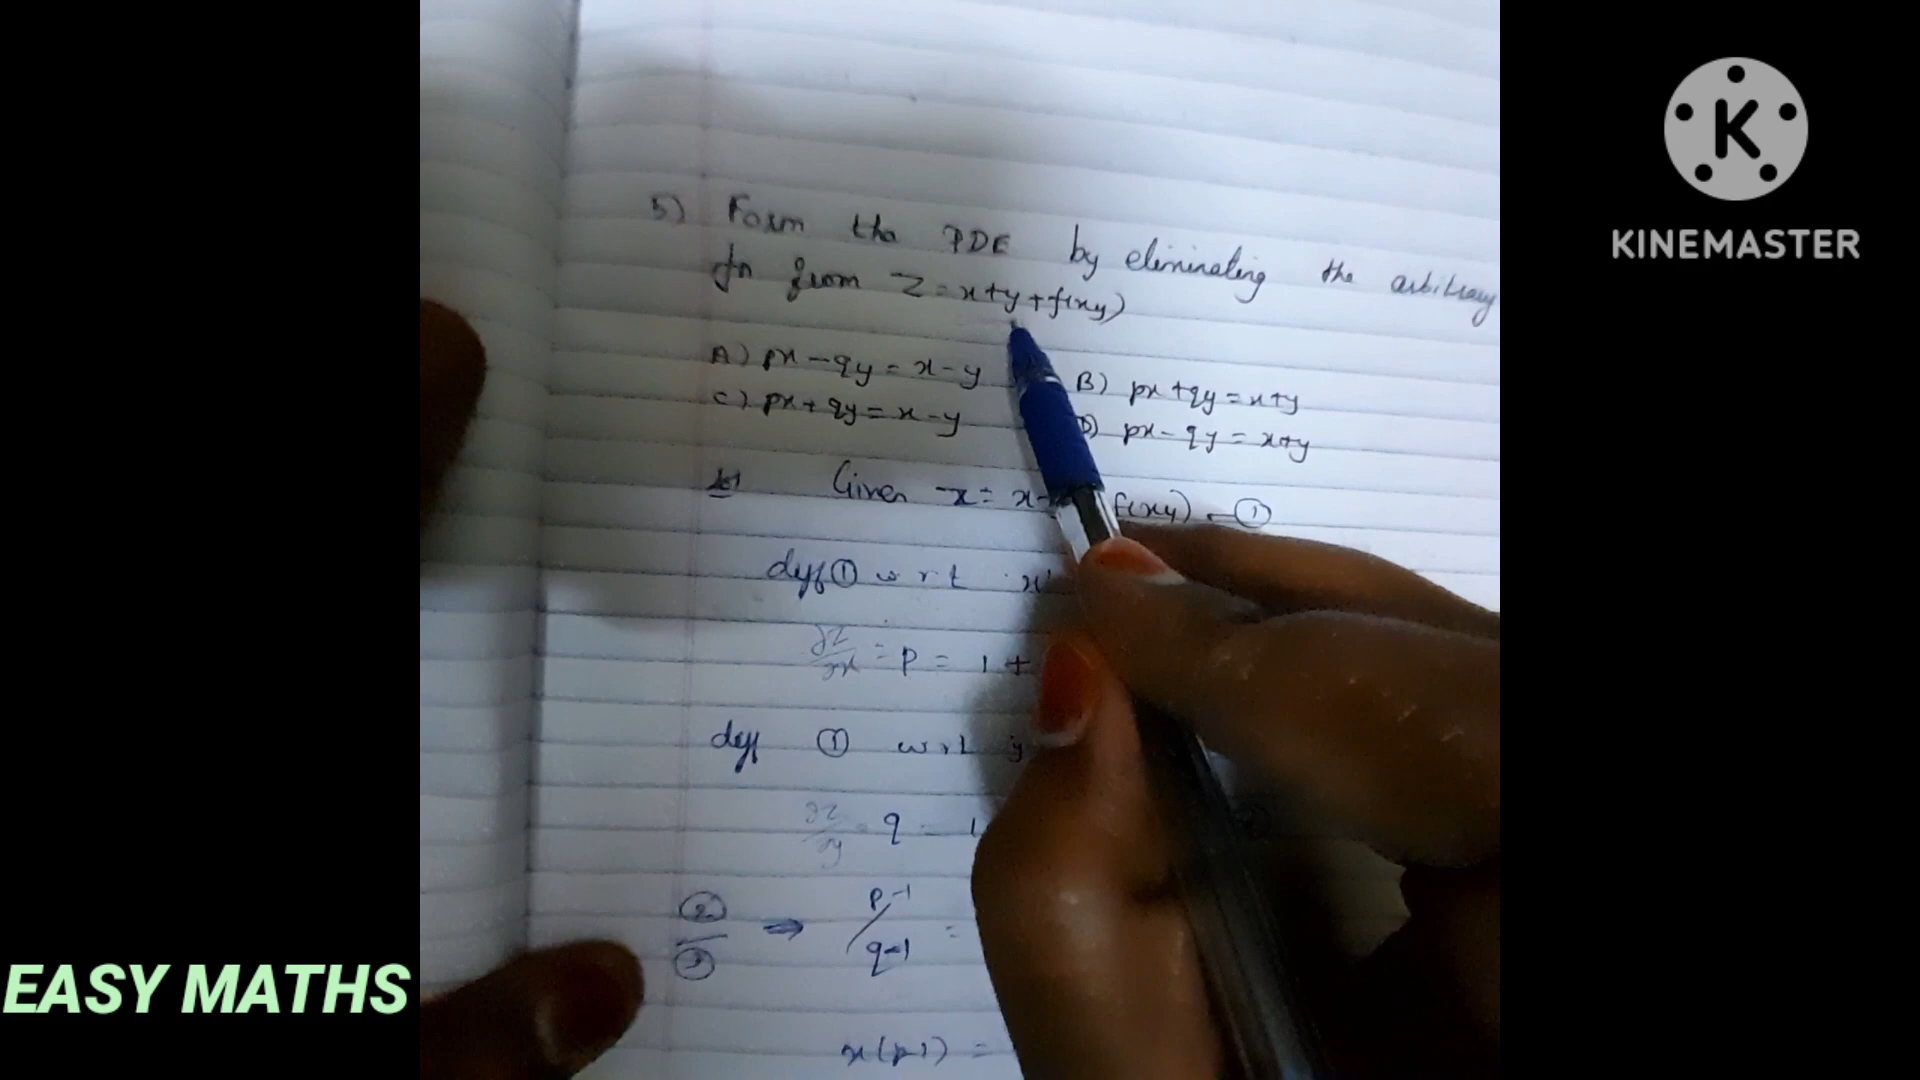 5) Form the PDE by eliminating the arbitrary
fn from Z = x+y+f(xy)
A) px - qy = x - y
B) px + qy = x+y
C) px + qy = x - y
D) px - qy = x+y
Given z = x f(xy) - ①
diff ① w r t x
∂z/∂x = p = 1 +
diff ① w r t y
∂z/∂y = q = 1
②/③ ⇒ p-1/q-1 =
x(p-1) =
K
KINEMASTER
EASY MATHS